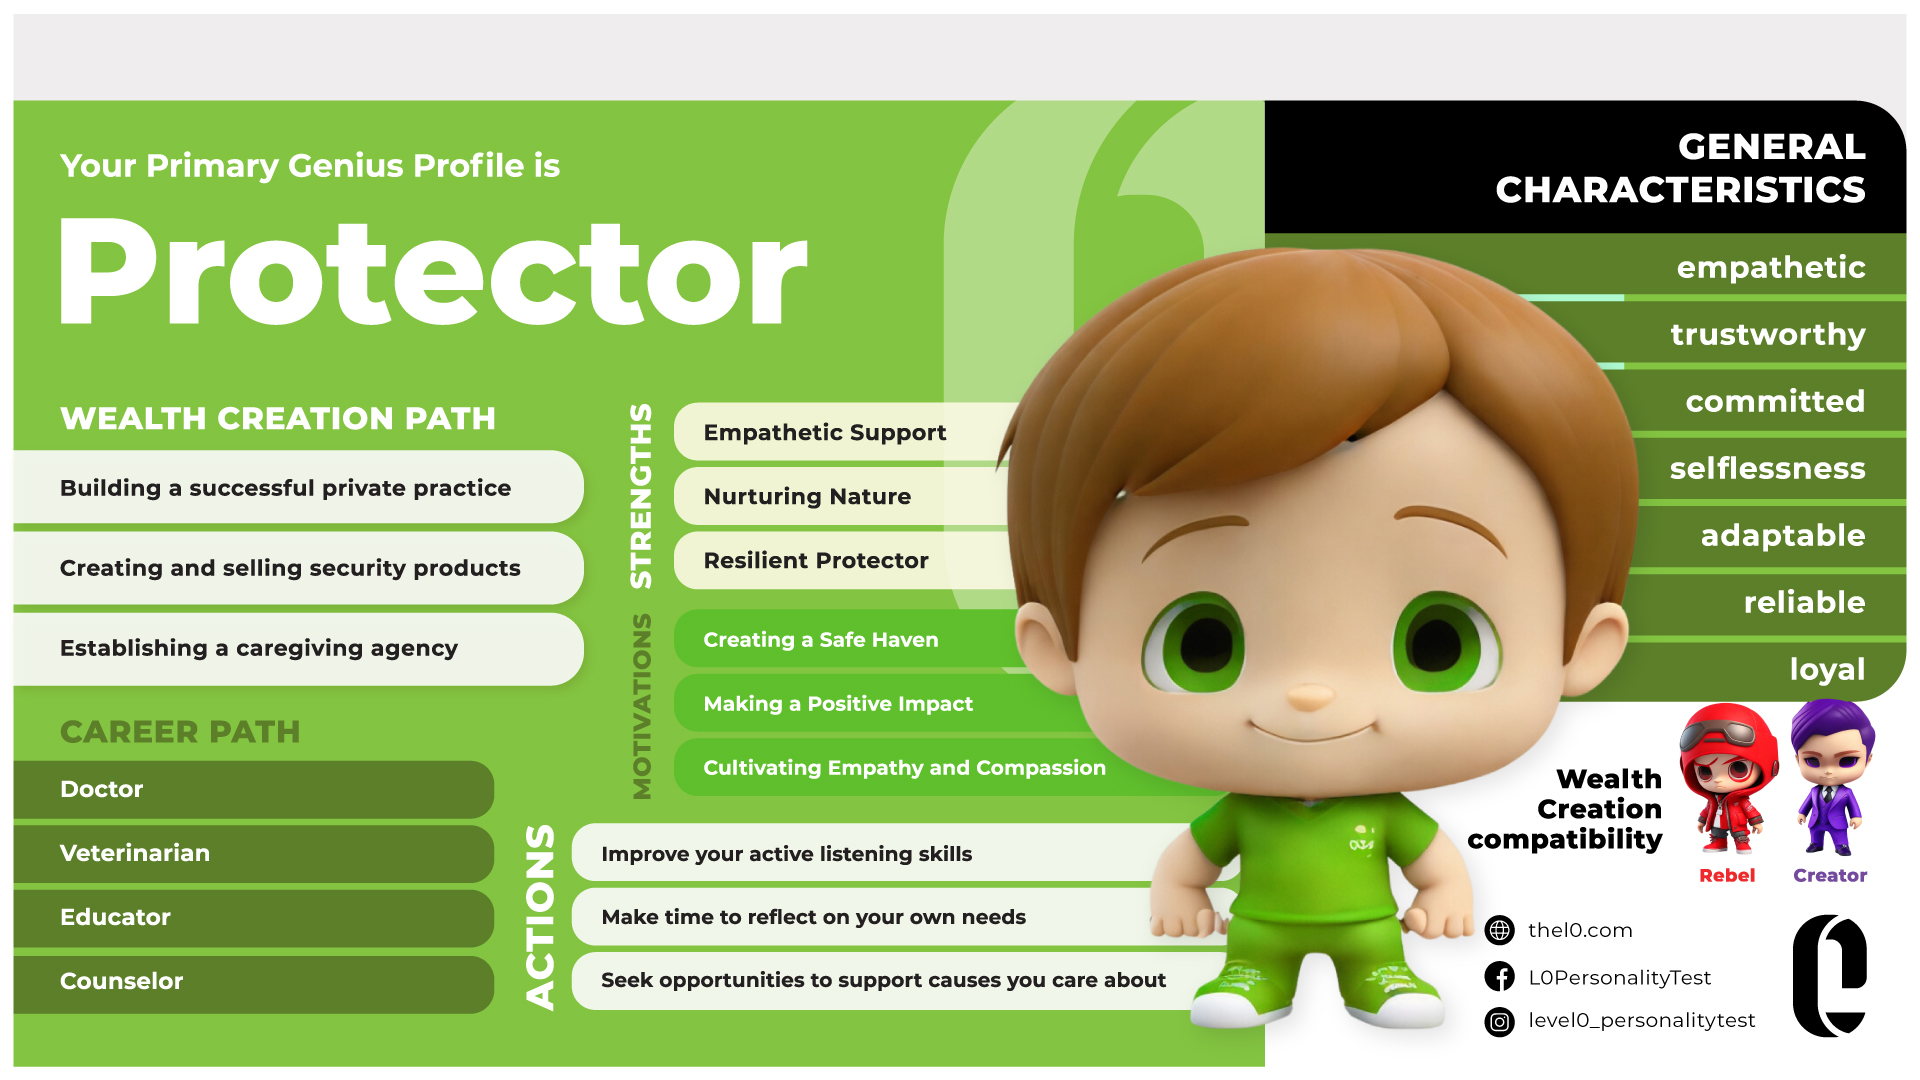 Your Primary Genius Profile is
Protector
WEALTH CREATION PATH
Building a successful private practice
Creating and selling security products
Establishing a caregiving agency
CAREER PATH
Doctor
Veterinarian
Educator
Counselor
STRENGTHS
Empathetic Support
Nurturing Nature
Resilient Protector
MOTIVATIONS
Creating a Safe Haven
Making a Positive Impact
Cultivating Empathy and Compassion
ACTIONS
Improve your active listening skills
Make time to reflect on your own needs
Seek opportunities to support causes you care about
GENERAL
CHARACTERISTICS
empathetic
trustworthy
committed
selflessness
adaptable
reliable
loyal
Wealth
Creation
compatibility
Rebel
Creator
thel0.com
L0PersonalityTest
level0_personalitytest